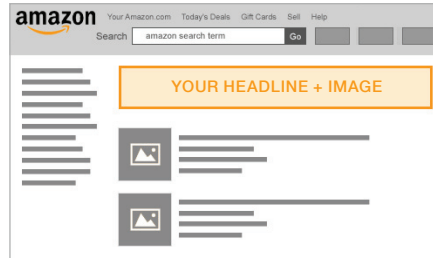 amazon
Your Amazon.com Today's Deals Gift Cards Sell Help
Search amazon search term Go
YOUR HEADLINE + IMAGE